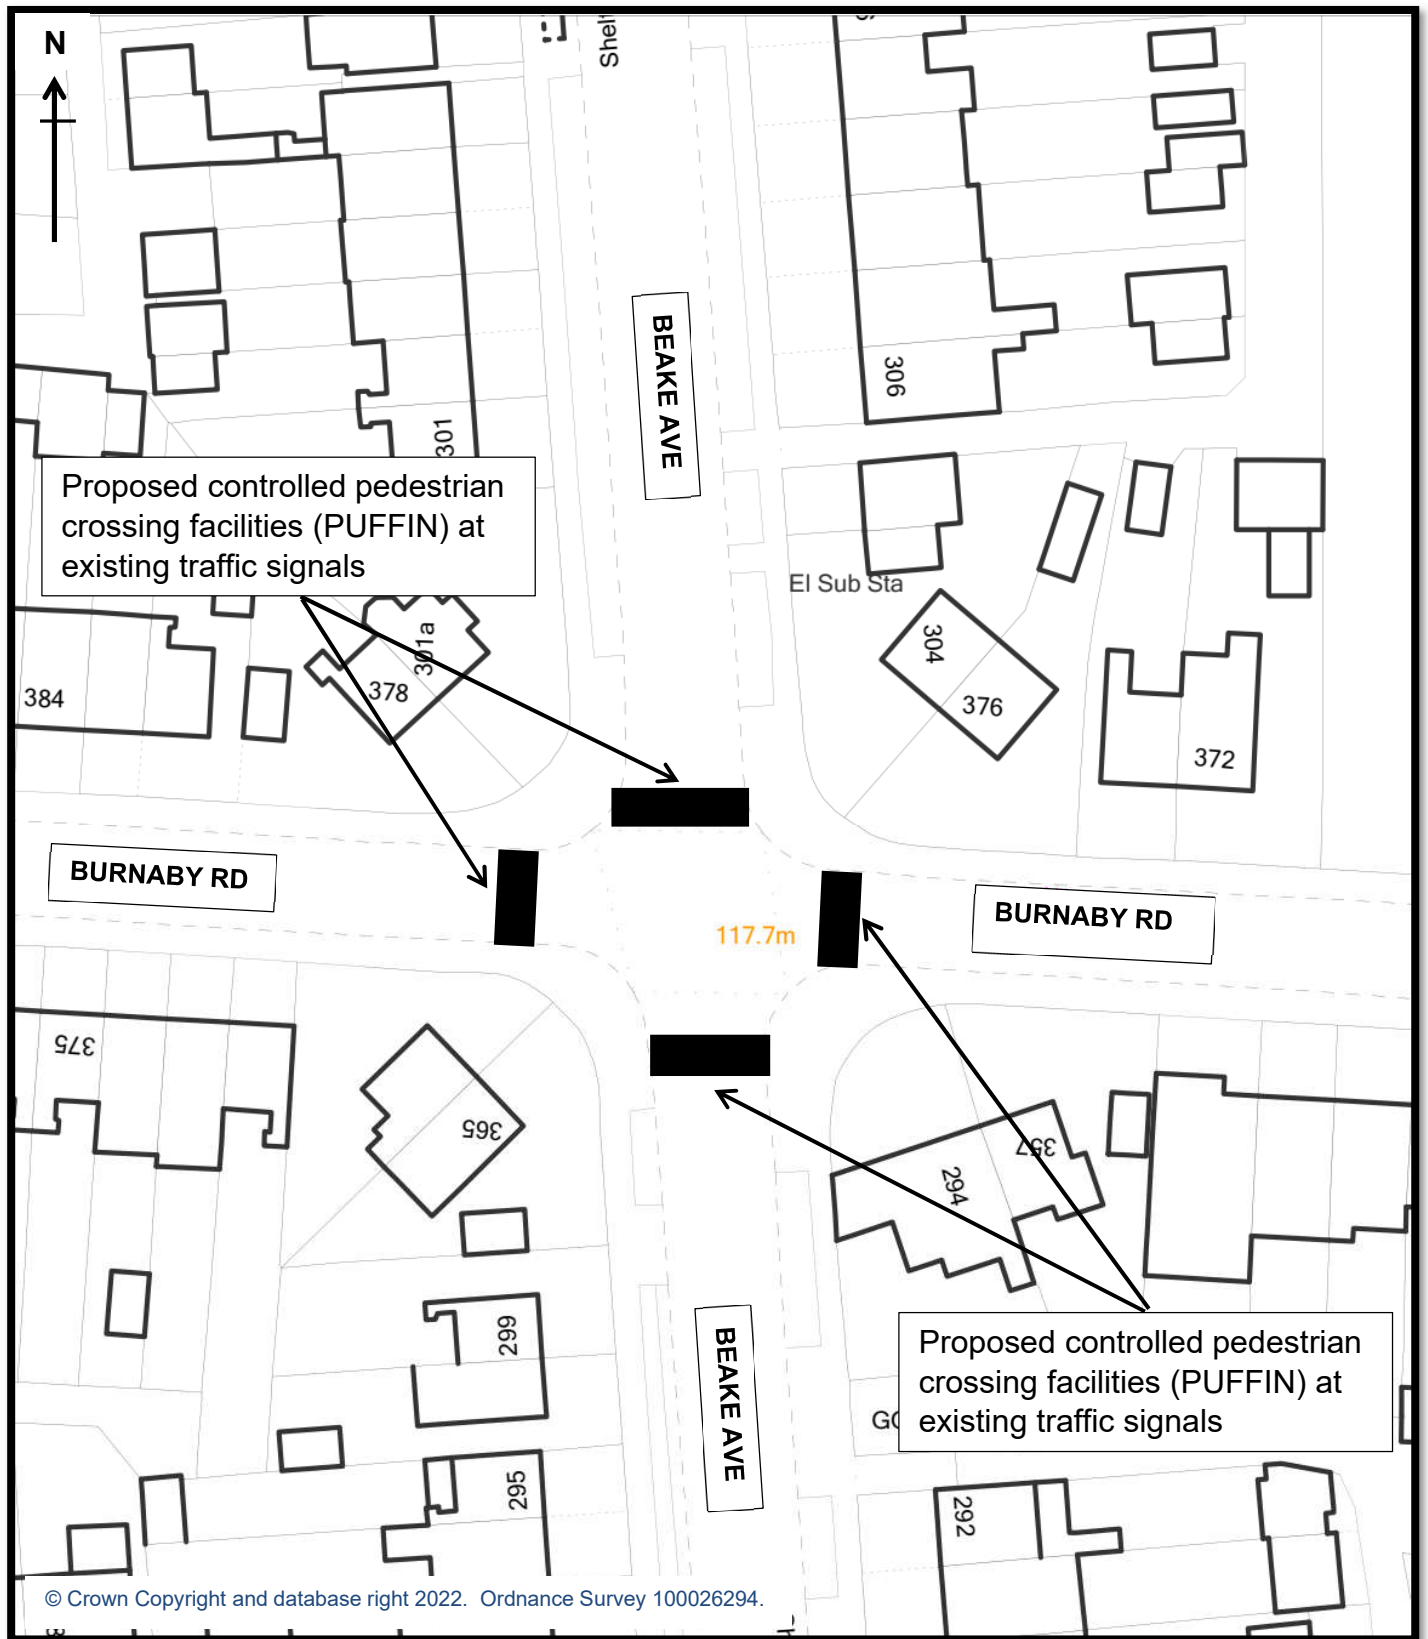 N
Shel
BEAKE AVE
306
301
Proposed controlled pedestrian
crossing facilities (PUFFIN) at
existing traffic signals
El Sub Sta
301a
304
384
378
376
372
BURNABY RD
BURNABY RD
117.7m
375
365
357
294
299
BEAKE AVE
Proposed controlled pedestrian
crossing facilities (PUFFIN) at
existing traffic signals
295
292
© Crown Copyright and database right 2022. Ordnance Survey 100026294.